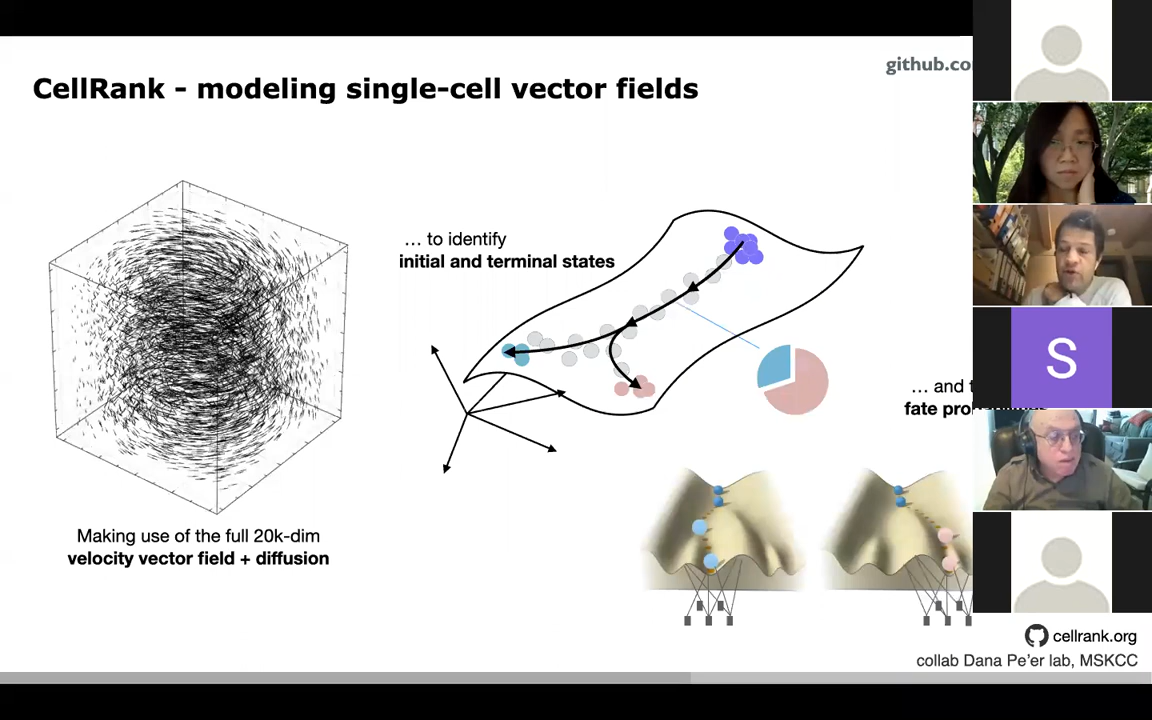 github.co
CellRank - modeling single-cell vector fields
... to identify
initial and terminal states
S
... and
fate pro
Making use of the full 20k-dim
velocity vector field + diffusion
cellrank.org
collab Dana Pe'er lab, MSKCC